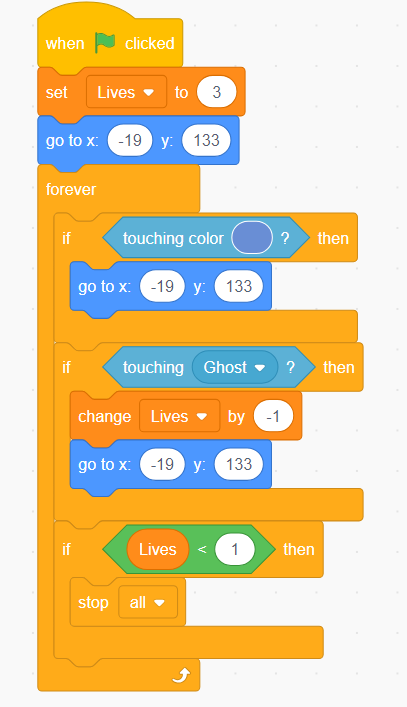 when clicked
set Lives to 3
go to x: -19 y: 133
forever
if touching color ? then
go to x: -19 y: 133
if touching Ghost ? then
change Lives by -1
go to x: -19 y: 133
if Lives < 1 then
stop all